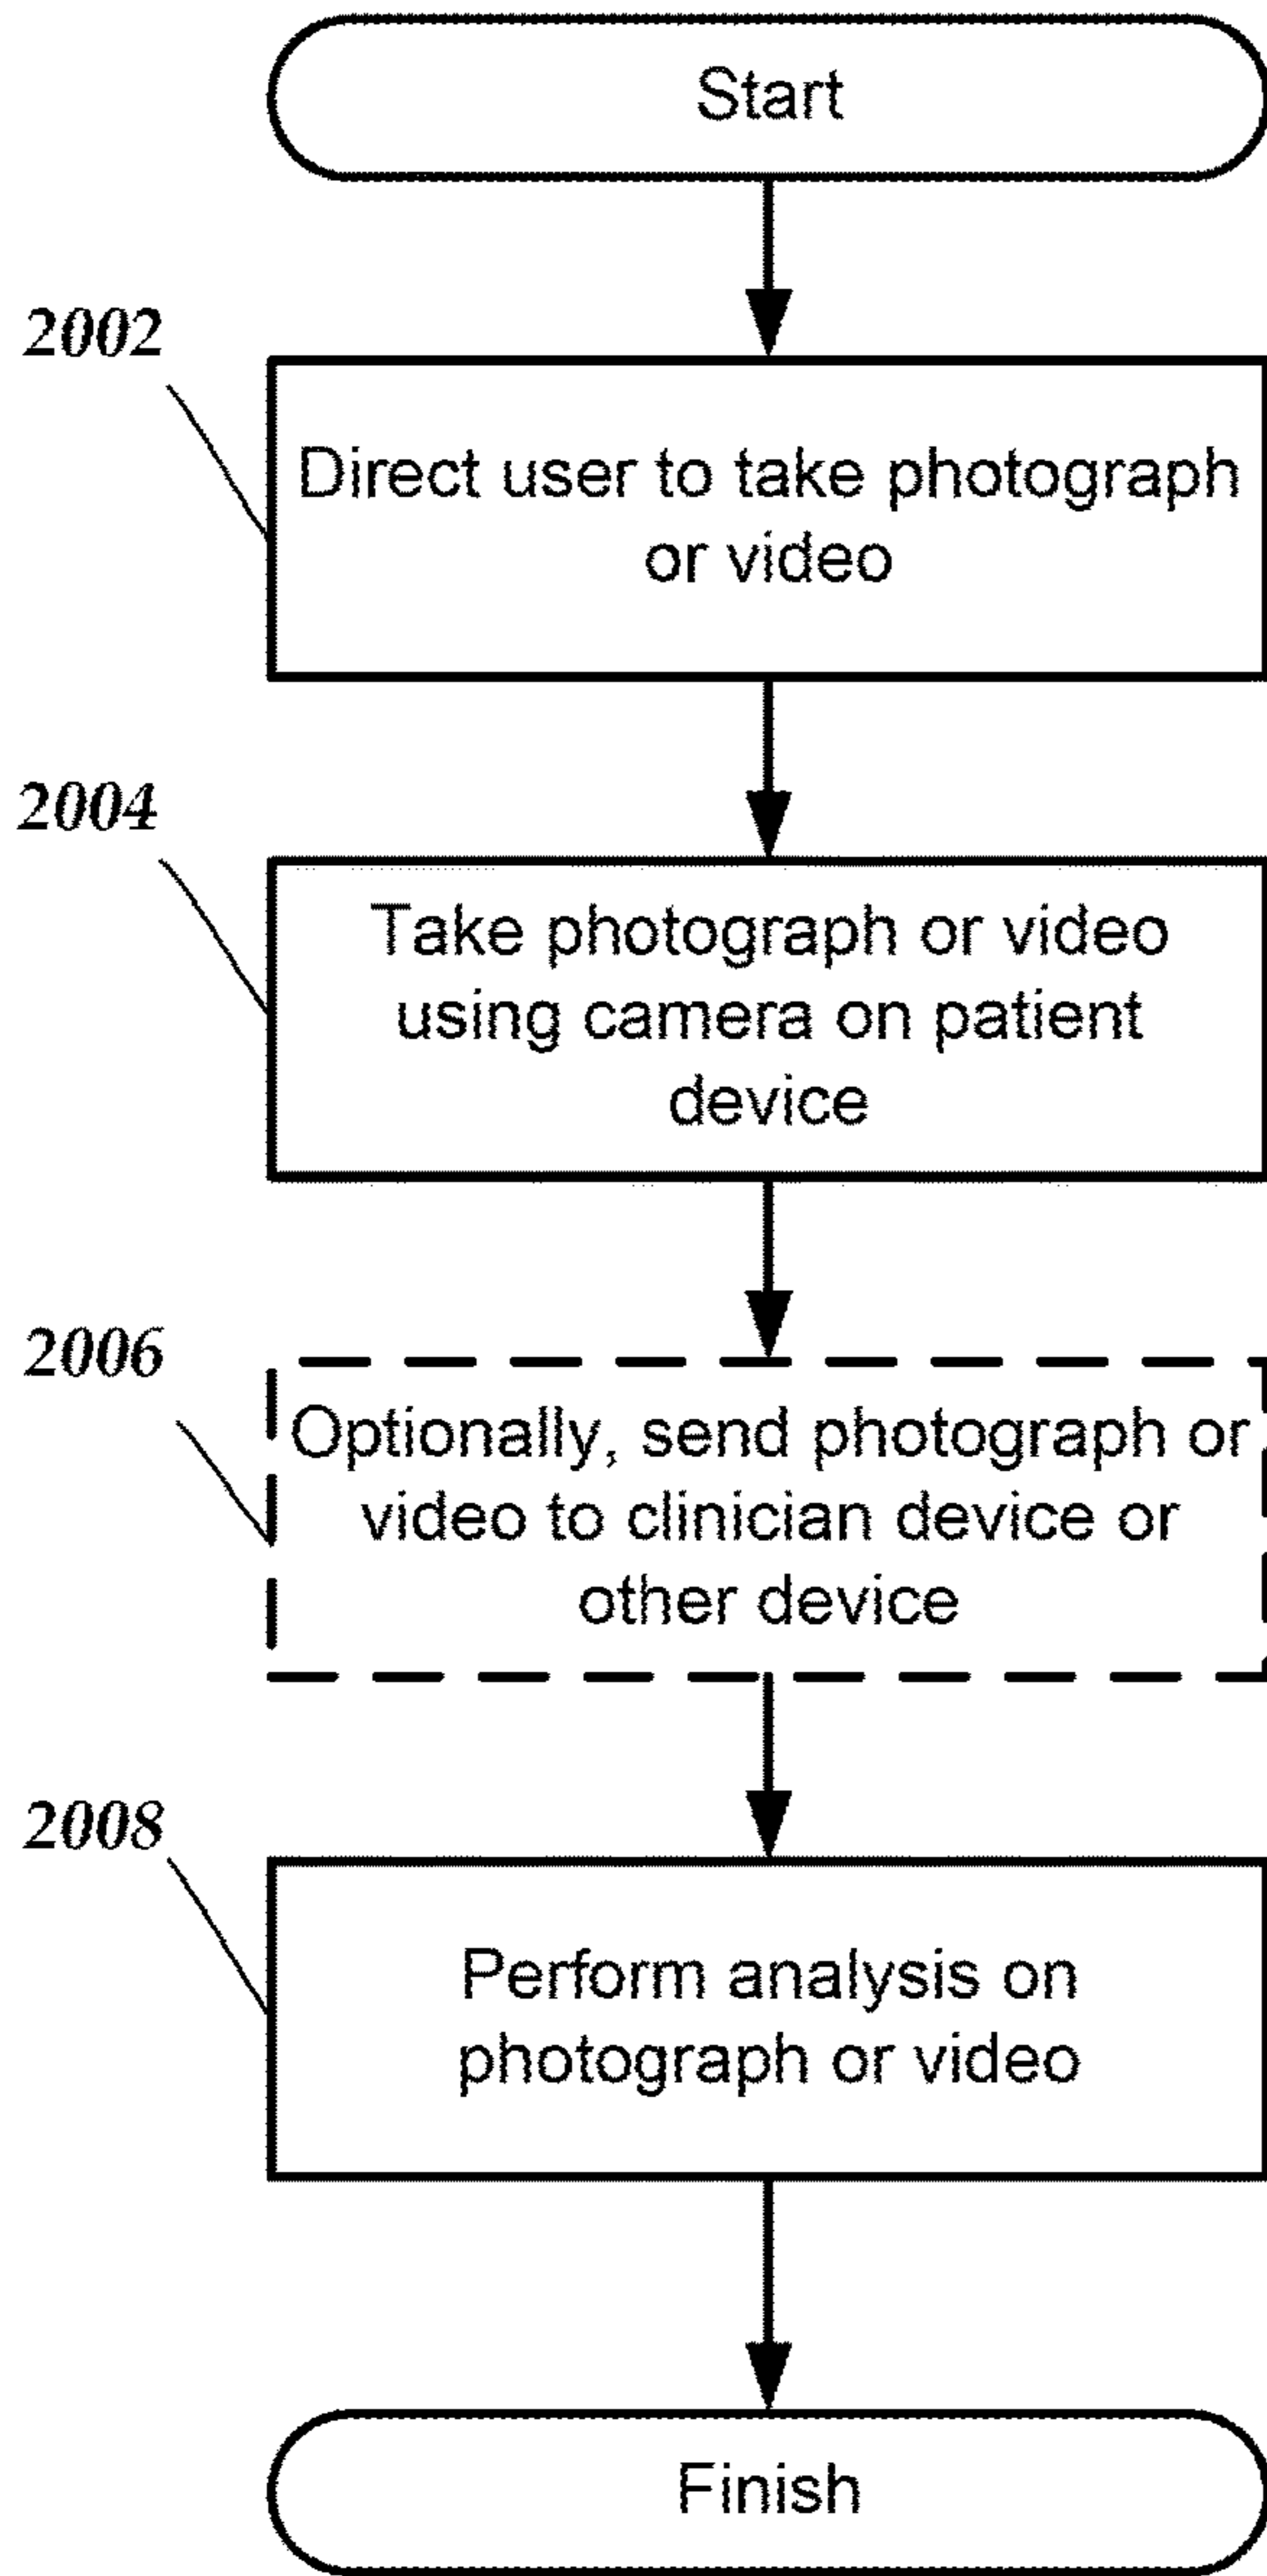 Start
2002
Direct user to take photograph
or video
2004
Take photograph or video
using camera on patient
device
2006
Optionally, send photograph or
video to clinician device or
other device
2008
Perform analysis on
photograph or video
Finish